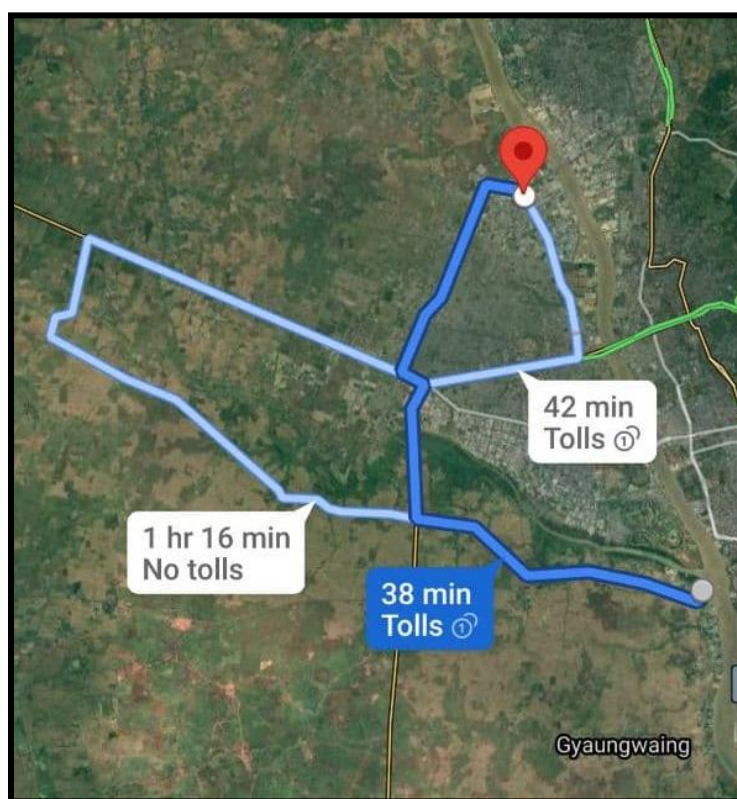 42 min
Tolls
1 hr 16 min
No tolls
38 min
Tolls
Gyaungwaing